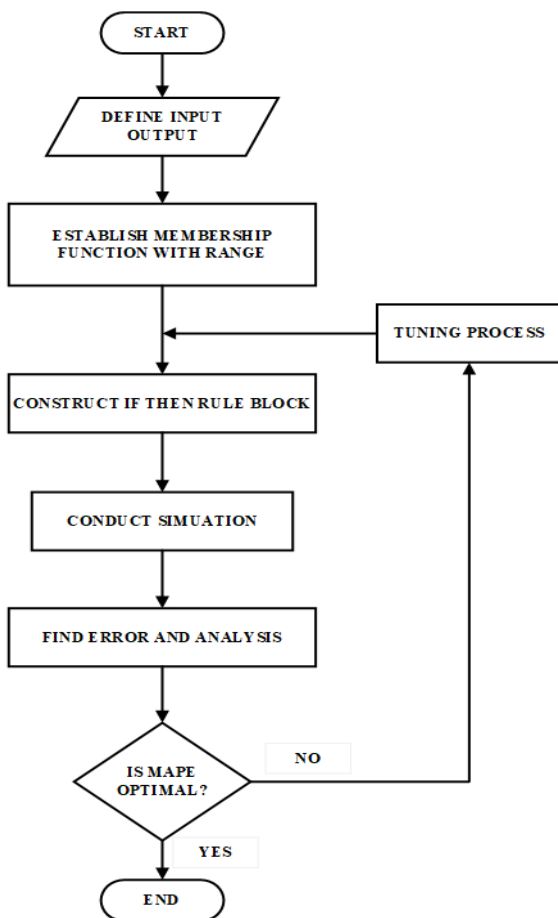 START
DEFINE INPUT
OUTPUT
ESTABLISH MEMBERSHIP
FUNCTION WITH RANGE
TUNING PROCESS
CONSTRUCT IF THEN RULE BLOCK
CONDUCT SIMUATION
FIND ERROR AND ANALYSIS
IS MAPE
OPTIMAL?
NO
YES
END